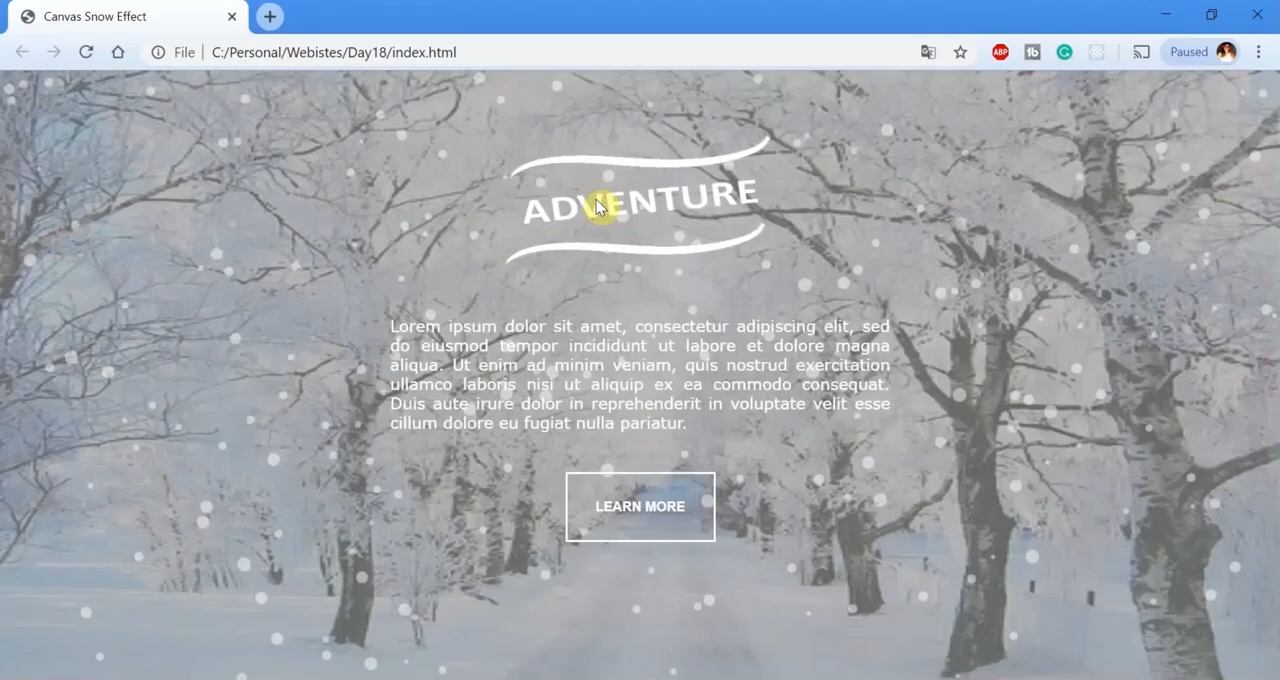 Canvas Snow Effect
File
C:/Personal/Webistes/Day18/index.html
ABP
Paused
ADVENTURE
Lorem ipsum dolor sit amet, consectetur adipiscing elit, sed
do eiusmod tempor incididunt ut labore et dolore magna
aliqua. Ut enim ad minim veniam, quis nostrud exercitation
ullamco laboris nisi ut aliquip ex ea commodo consequat.
Duis aute irure dolor in reprehenderit in voluptate velit esse
cillum dolore eu fugiat nulla pariatur.
LEARN MORE